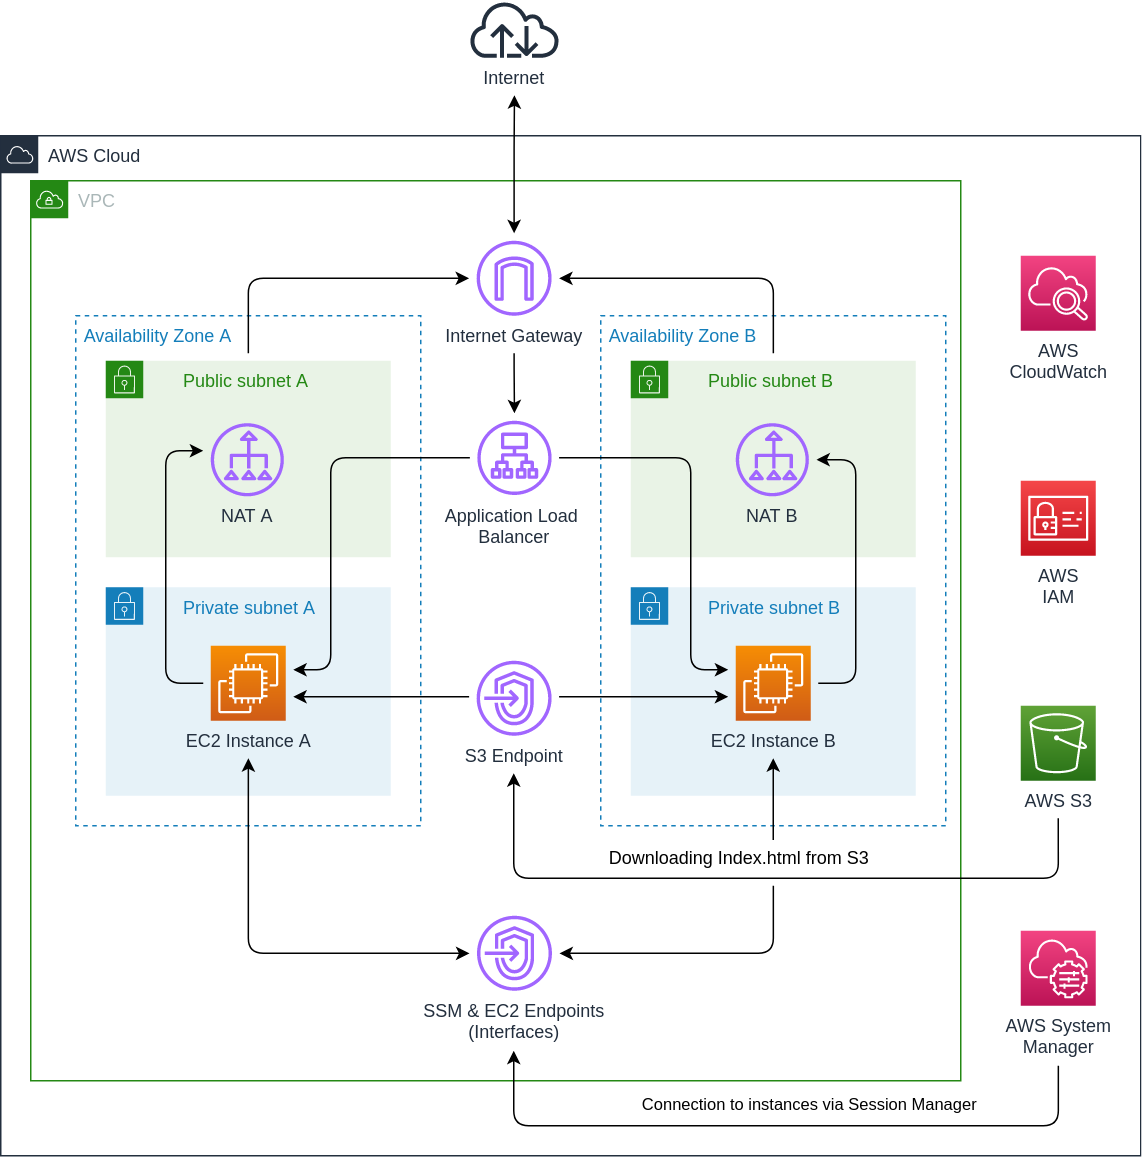 Internet
AWS Cloud
VPC
Internet Gateway
Availability Zone A
Availability Zone B
AWS
CloudWatch
Public subnet A
Public subnet B
NAT A
Application Load
Balancer
NAT B
AWS
IAM
Private subnet A
Private subnet B
EC2 Instance A
S3 Endpoint
EC2 Instance B
AWS S3
Downloading Index.html from S3
SSM & EC2 Endpoints
(Interfaces)
AWS System
Manager
Connection to instances via Session Manager